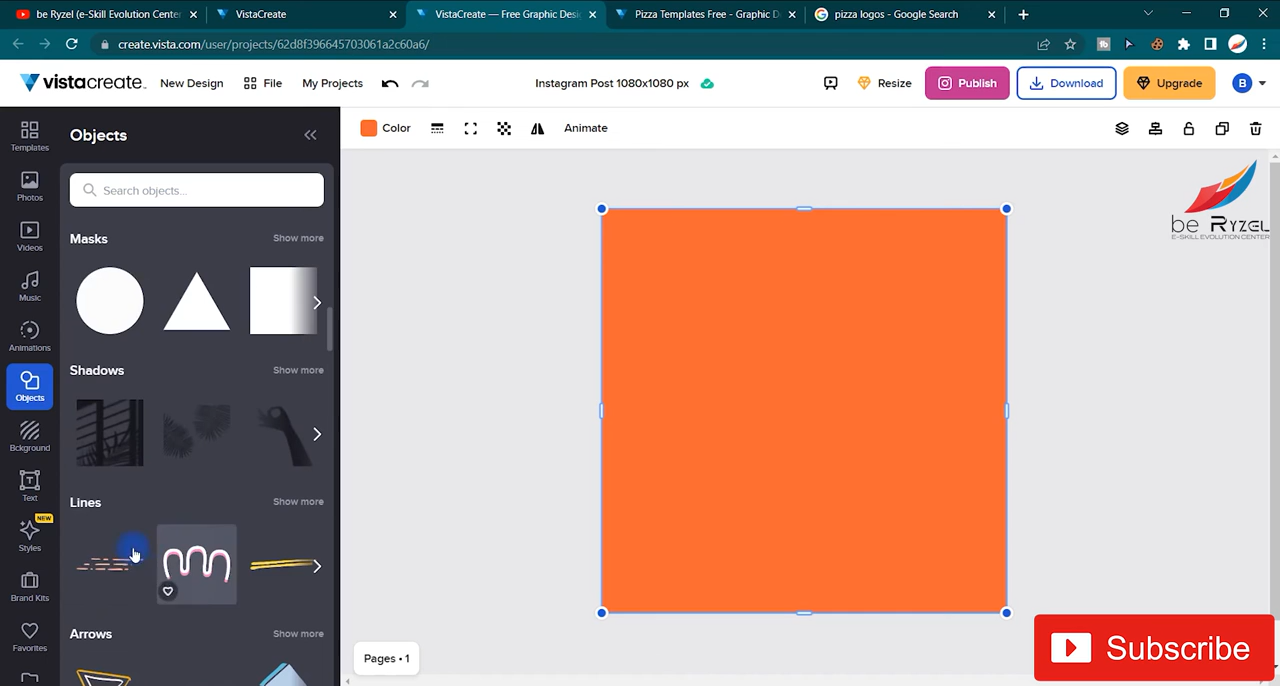 be Ryzel (e-Skill Evolution Center
VistaCreate
VistaCreate — Free Graphic Desi
Pizza Templates Free - Graphic D
pizza logos - Google Search
create.vista.com/user/projects/62d8f396645703061a2c60a6/
vistacreate
New Design
File
My Projects
Instagram Post 1080x1080 px
Resize
Publish
Download
Upgrade
B
Templates
Photos
Videos
Music
Animations
Objects
Bckground
Text
NEW
Styles
Brand Kits
Favorites
Objects
Search objects...
Masks
Show more
Shadows
Show more
Lines
Show more
Arrows
Show more
Color
Animate
be Ryzel
E-SKILL EVOLUTION CENTER
Pages • 1
Subscribe